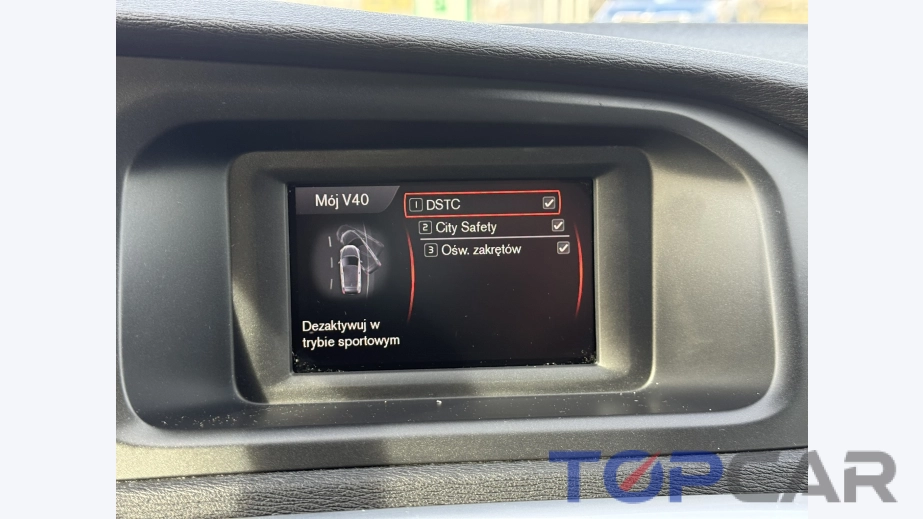 Mój V40
1 DSTC
2 City Safety
3 Ośw. zakrętów
Dezaktywuj w
trybie sportowym
TOPCAR